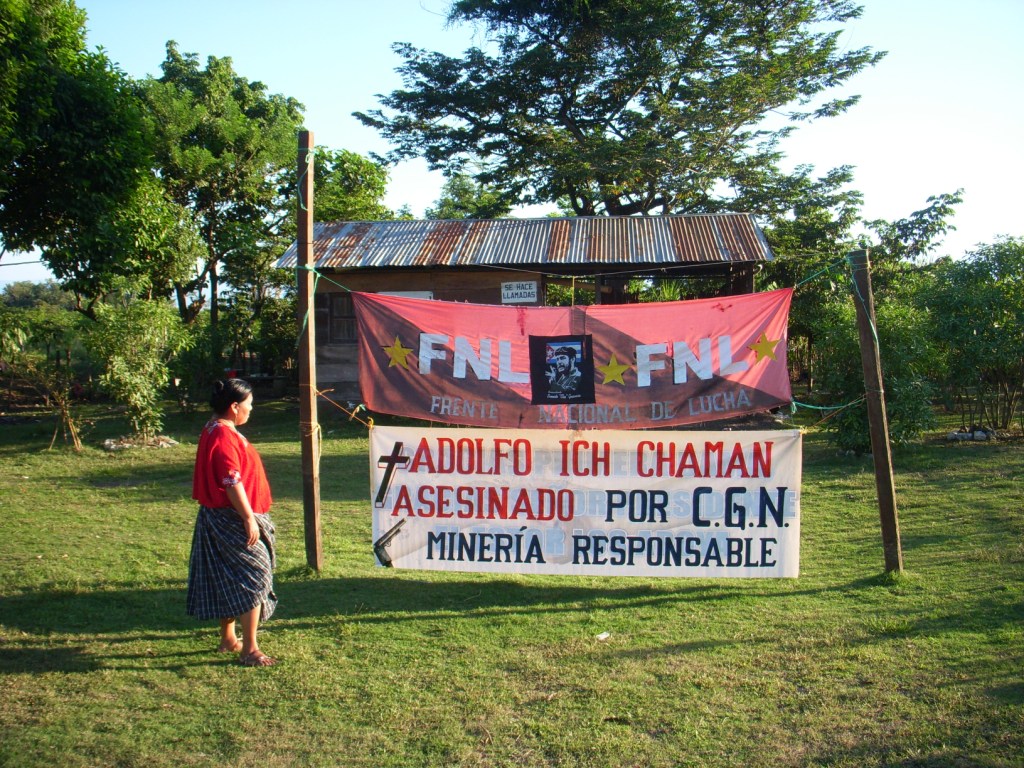 SE HACE
LLAMADAS
FNL FNL
FRENTE NACIONAL DE LUCHA
ADOLFO ICH CHAMAN
ASESINADO POR C.G.N.
MINERÍA RESPONSABLE